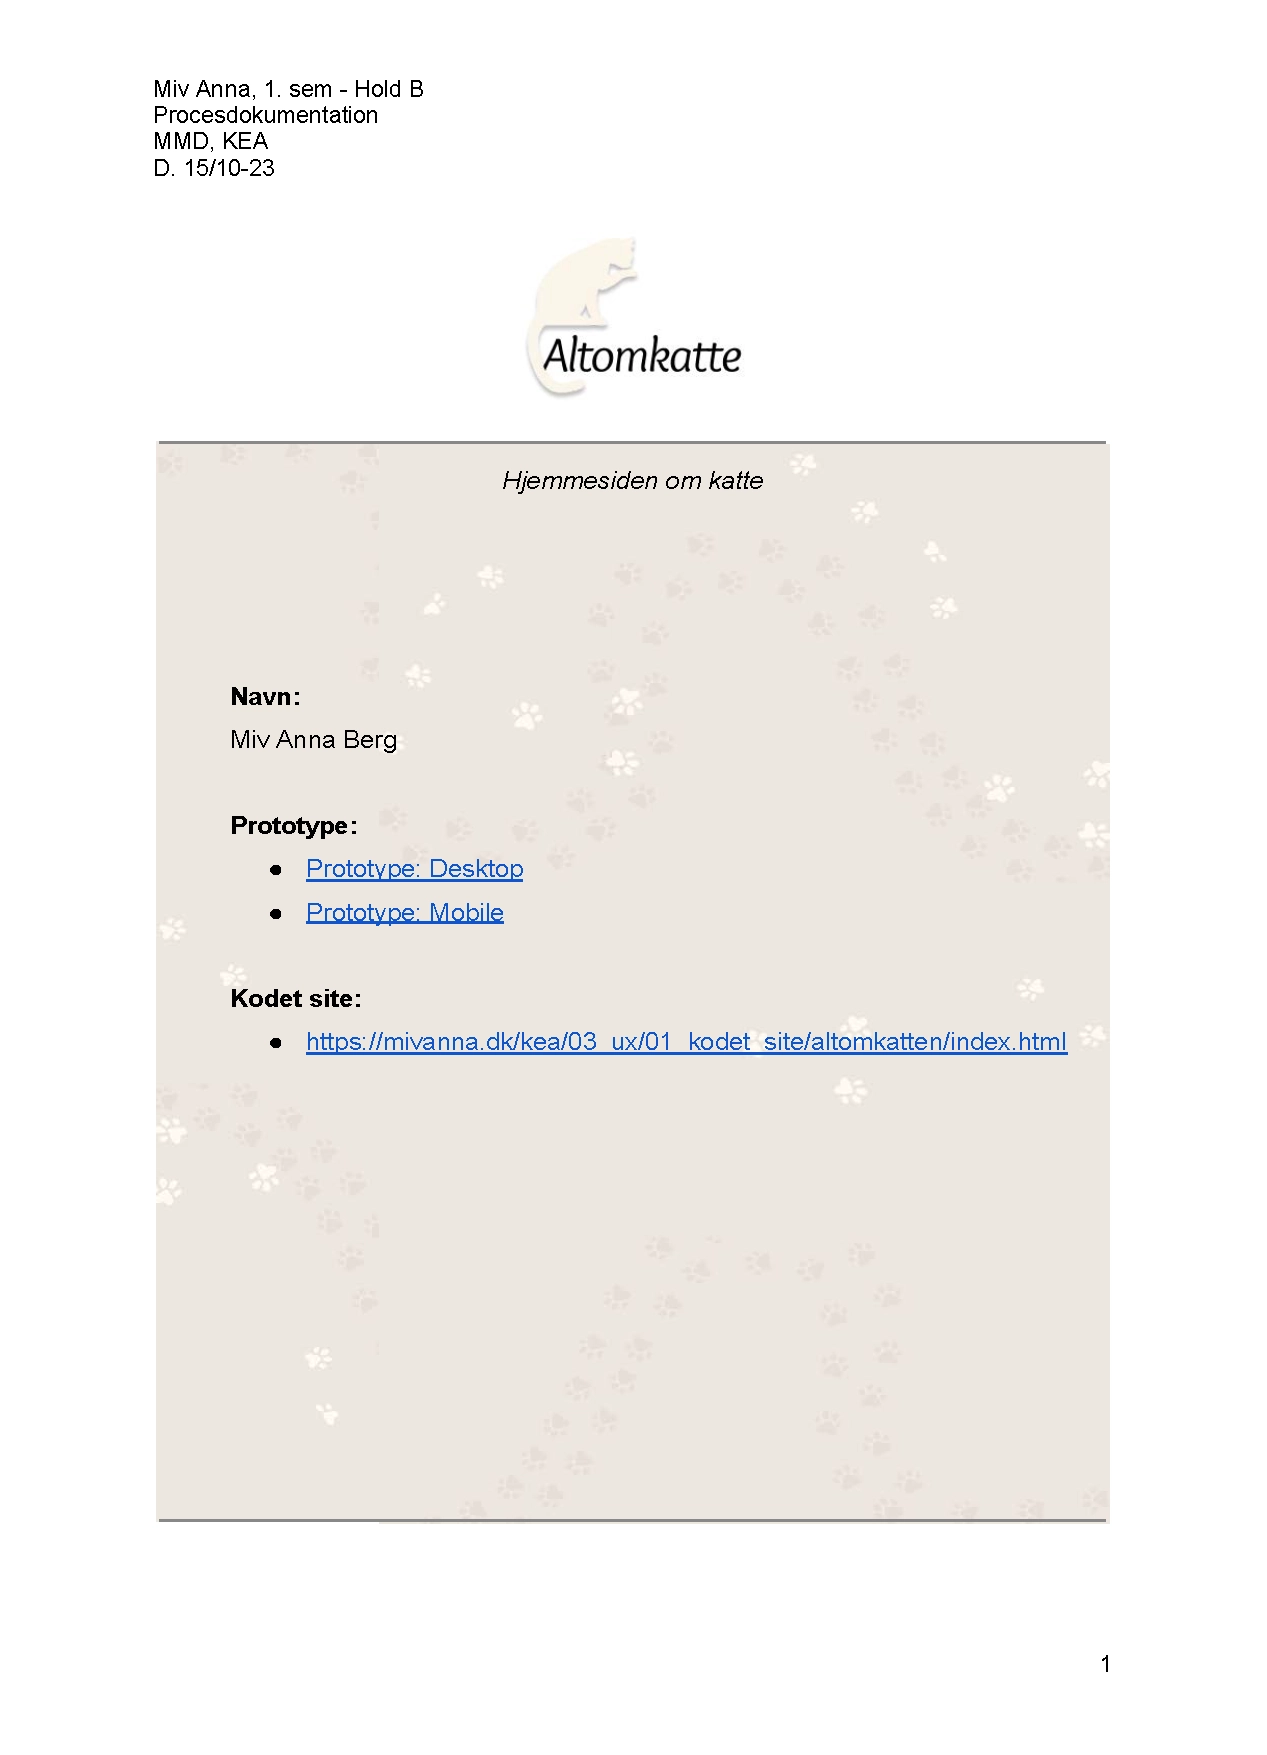 Miv Anna, 1. sem - Hold B
Procesdokumentation
MMD, KEA
D. 15/10-23
Altomkatte
Hjemmesiden om katte
Navn:
Miv Anna Berg
Prototype:
● Prototype: Desktop
● Prototype: Mobile
Kodet site:
● https://mivanna.dk/kea/03_ux/01_kodet_site/altomkatten/index.html
1